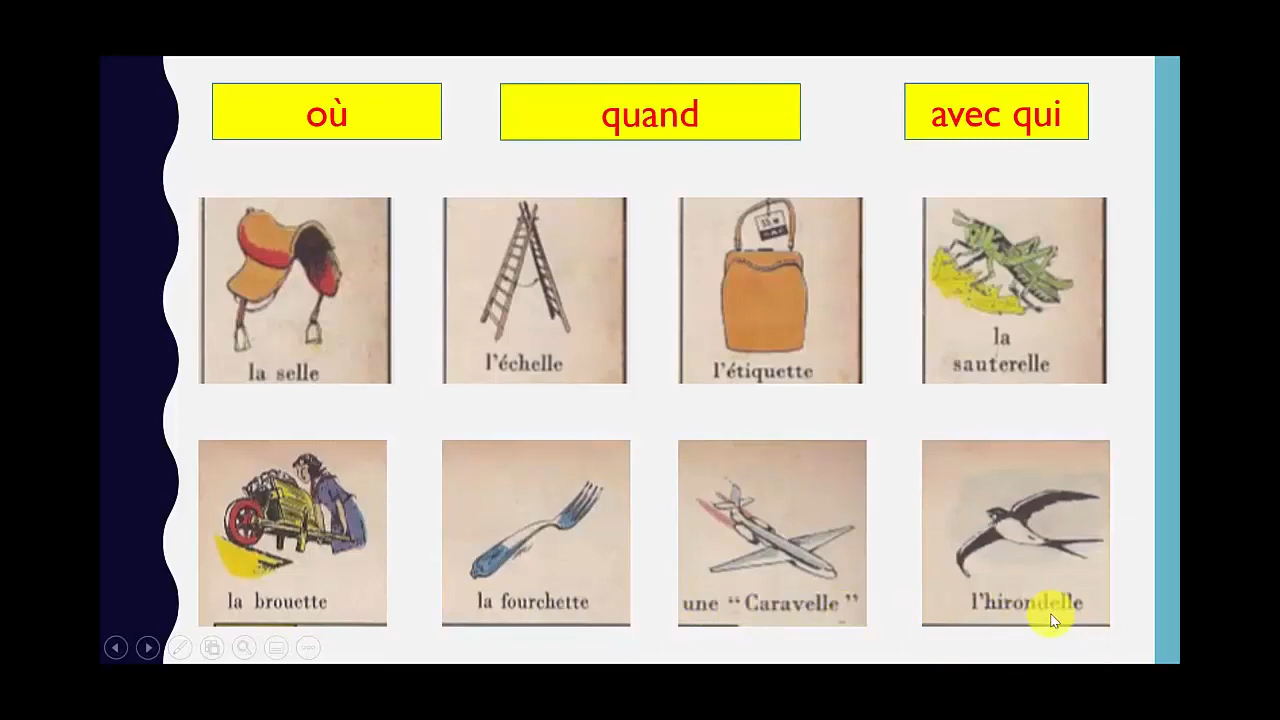 où
quand
avec qui
la selle
l'échelle
l'étiquette
la
sauterelle
la brouette
la fourchette
une “Caravelle”
l'hirondelle